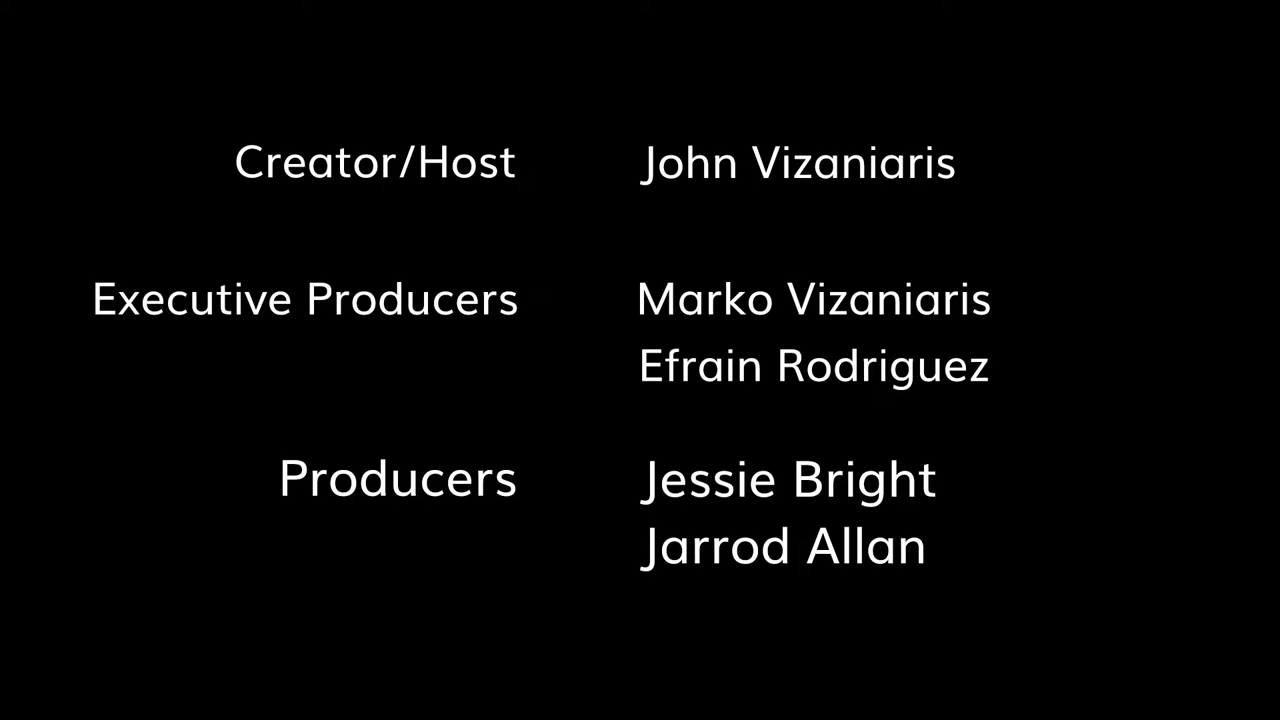 Creator/Host John Vizaniaris
Executive Producers Marko Vizaniaris
Efrain Rodriguez
Producers Jessie Bright
Jarrod Allan